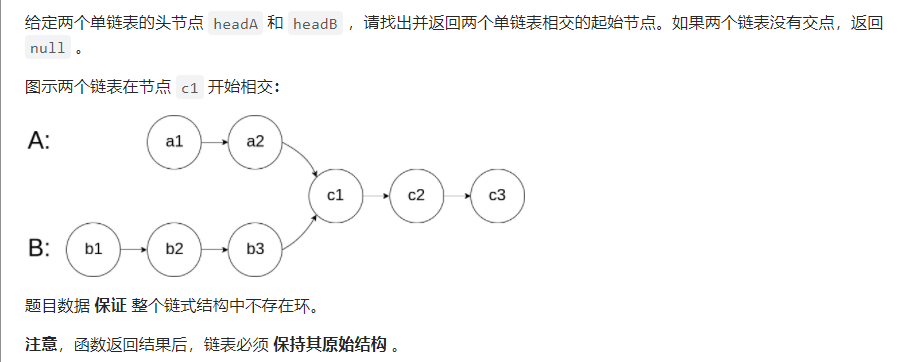 给定两个单链表的头节点 headA 和 headB ，请找出并返回两个单链表相交的起始节点。如果两个链表没有交点，返回
null 。
图示两个链表在节点 c1 开始相交：
A:
a1
a2
c1
c2
c3
B:
b1
b2
b3
题目数据 保证 整个链式结构中不存在环。
注意，函数返回结果后，链表必须 保持其原始结构 。